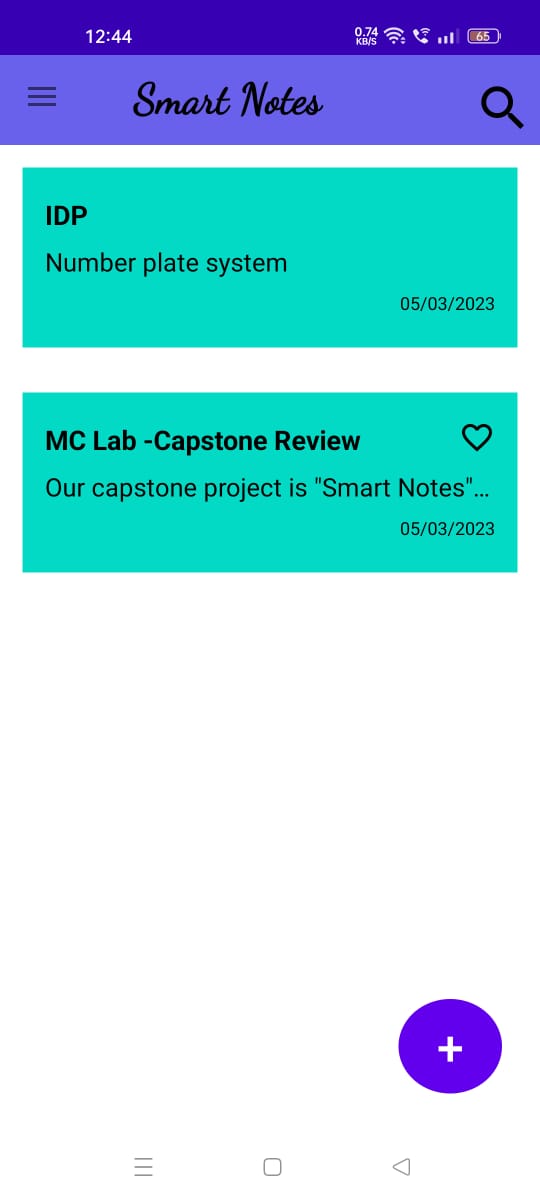 12:44
0.74
KB/S
65
Smart Notes
IDP
Number plate system
05/03/2023
MC Lab -Capstone Review
Our capstone project is "Smart Notes"...
05/03/2023
+